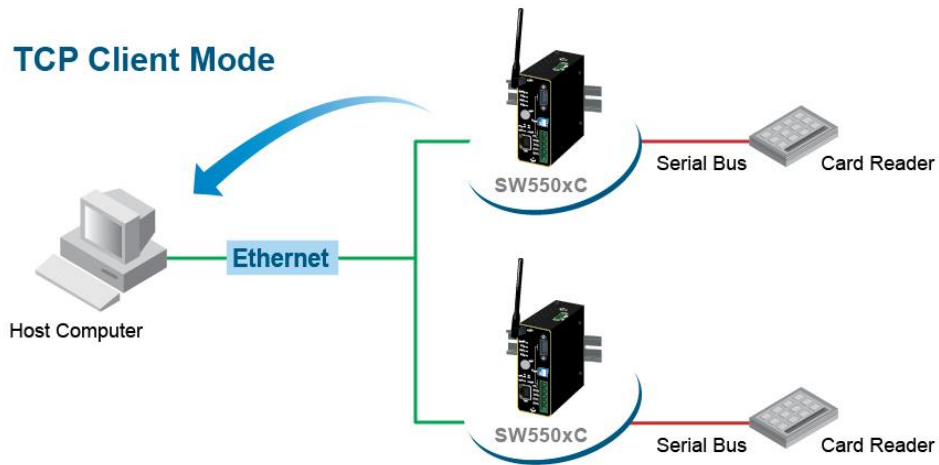 TCP Client Mode
SW550xC
Serial Bus
Card Reader
Ethernet
Host Computer
SW550xC
Serial Bus
Card Reader